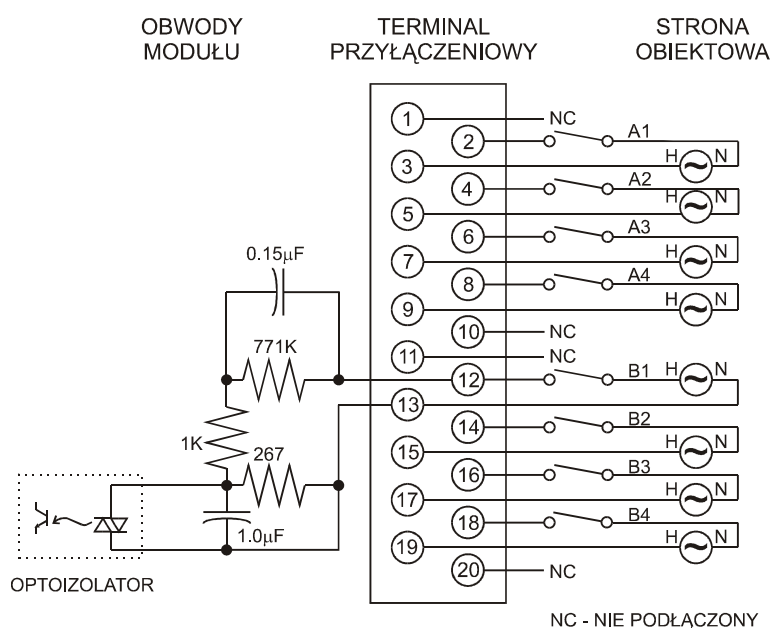 OBWODY
MODUŁU
TERMINAL
PRZYŁĄCZENIOWY
STRONA
OBIEKTOWA
1
NC
2
A1
3
H
N
4
A2
H
N
5
6
A3
7
H
N
8
A4
9
H
N
10
NC
11
NC
12
B1
H
N
13
14
B2
15
H
N
16
B3
17
H
N
18
B4
19
H
N
20
NC
0.15µF
771K
1K
267
1.0µF
OPTOIZOLATOR
NC - NIE PODŁĄCZONY